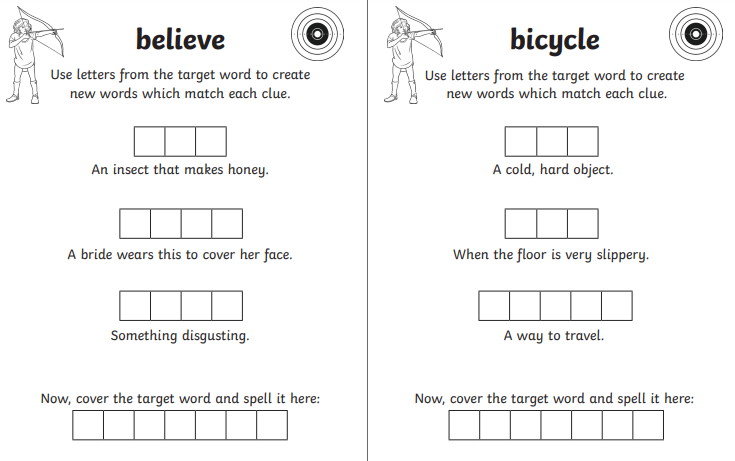 believe
Use letters from the target word to create
new words which match each clue.
An insect that makes honey.
A bride wears this to cover her face.
Something disgusting.
Now, cover the target word and spell it here:
bicycle
Use letters from the target word to create
new words which match each clue.
A cold, hard object.
When the floor is very slippery.
A way to travel.
Now, cover the target word and spell it here: